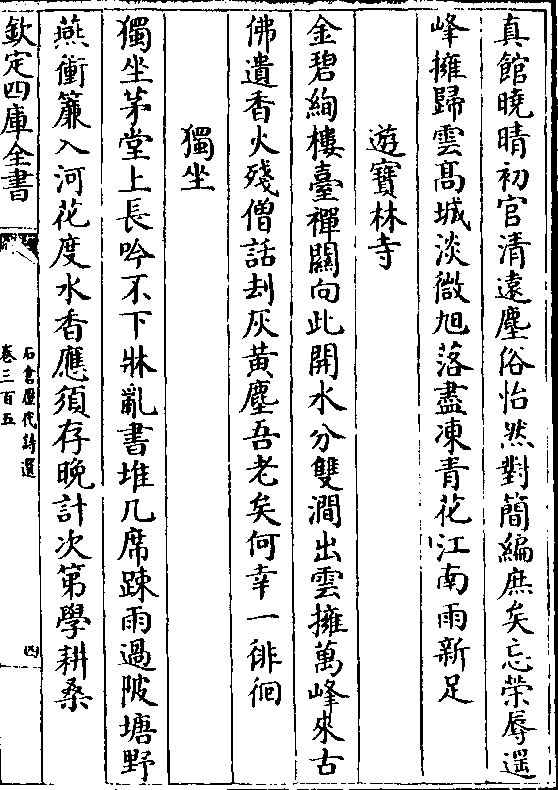 真館曉晴初官清遠塵俗怡然對簡編庶矣忘榮辱遥
峰擁歸雲高城淡微旭落盡凍青花江南雨新足
遊寳林寺
金碧絢樓臺禪闗向此開水分雙澗出雲擁萬峰來古
佛遺香火殘僧話刦灰黄塵吾老矣何幸一徘徊
獨坐
獨坐茅堂上長吟不下牀亂書堆几席踈雨過陂塘野
燕衝簾入河花度水香應須存晚計次第學耕桑
欽定四庫全書
石倉歷代詩選
卷三百五
四